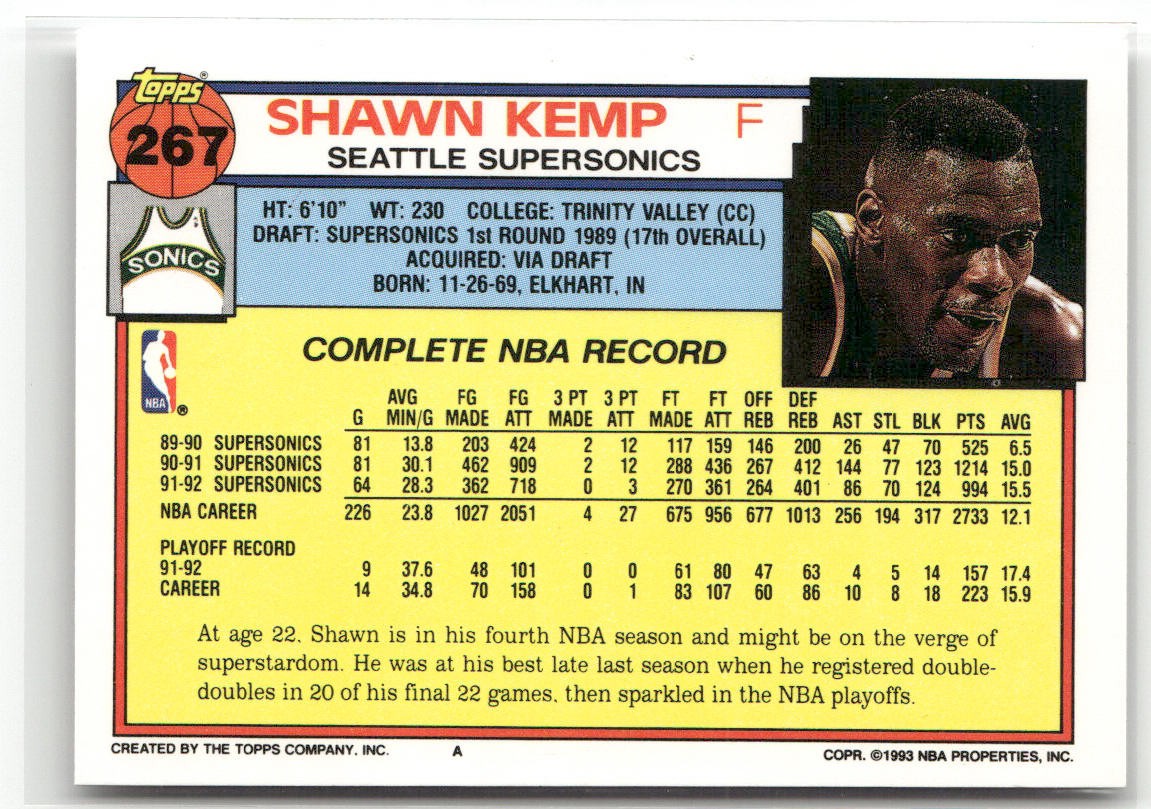 TOPPS®
267
SHAWN KEMP F
SEATTLE SUPERSONICS
SONICS
HT: 6'10" WT: 230 COLLEGE: TRINITY VALLEY (CC)
DRAFT: SUPERSONICS 1st ROUND 1989 (17th OVERALL)
ACQUIRED: VIA DRAFT
BORN: 11-26-69, ELKHART, IN
NBA ®
COMPLETE NBA RECORD
AVG FG FG 3 PT 3 PT FT FT OFF DEF
G MIN/G MADE ATT MADE ATT MADE ATT REB REB AST STL BLK PTS AVG
89-90 SUPERSONICS 81 13.8 203 424 2 12 117 159 146 200 26 47 70 525 6.5
90-91 SUPERSONICS 81 30.1 462 909 2 12 288 436 267 412 144 77 123 1214 15.0
91-92 SUPERSONICS 64 28.3 362 718 0 3 270 361 264 401 86 70 124 994 15.5
NBA CAREER 226 23.8 1027 2051 4 27 675 956 677 1013 256 194 317 2733 12.1
PLAYOFF RECORD
91-92 9 37.6 48 101 0 0 61 80 47 63 4 5 14 157 17.4
CAREER 14 34.8 70 158 0 1 83 107 60 86 10 8 18 223 15.9
At age 22, Shawn is in his fourth NBA season and might be on the verge of
superstardom. He was at his best late last season when he registered double-
doubles in 20 of his final 22 games, then sparkled in the NBA playoffs.
CREATED BY THE TOPPS COMPANY, INC. A COPR. ©1993 NBA PROPERTIES, INC.